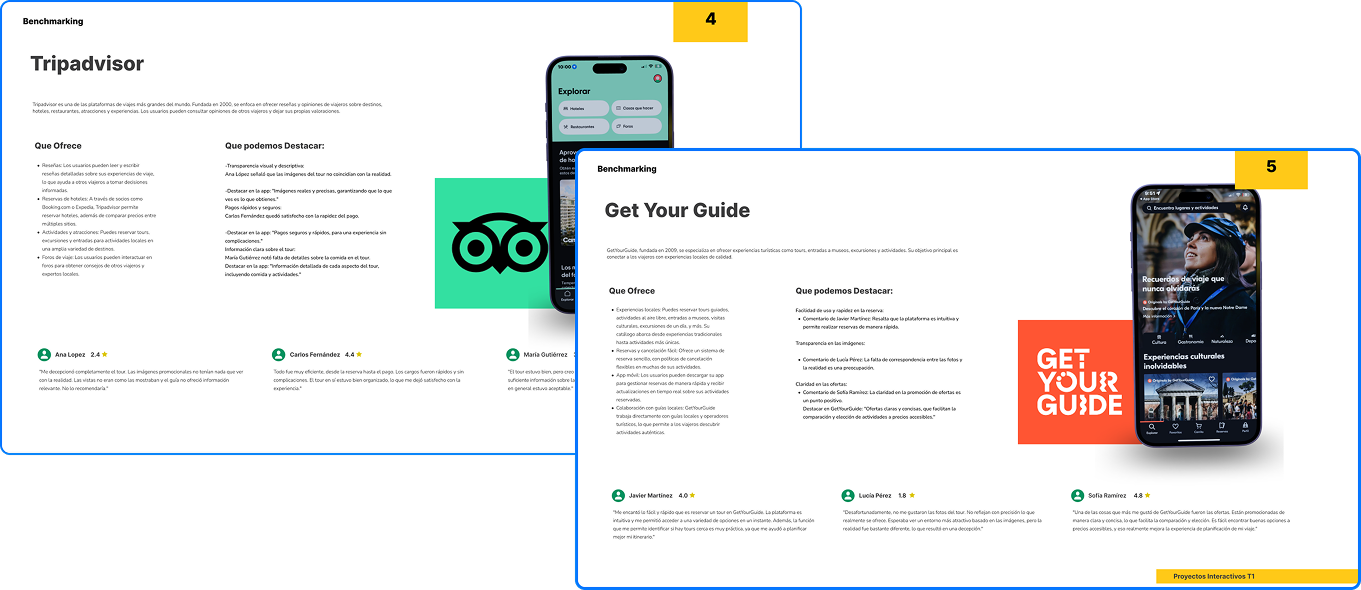 Benchmarking
4
Tripadvisor
Tripadvisor es una de las plataformas de viajes más grandes del mundo. Fundada en 2000, se enfoca en ofrecer reseñas y opiniones de viajeros sobre destinos,
hoteles, restaurantes, atracciones y experiencias. Los usuarios pueden consultar opiniones de otros viajeros y dejar sus propias valoraciones.
Que Ofrece
Reseñas: Los usuarios pueden leer y escribir
reseñas detalladas sobre sus experiencias de viaje,
lo que ayuda a otros viajeros a tomar decisiones
informadas.
Reservas de hoteles: A través de socios como
Booking.com o Expedia, Tripadvisor permite
reservar hoteles, además de comparar precios entre
múltiples sitios.
Actividades y atracciones: Puedes reservar tours,
excursiones y entradas para actividades locales en
una amplia variedad de destinos.
Foros de viaje: Los usuarios pueden interactuar en
foros para obtener consejos de otros viajeros y
expertos locales.
Que podemos Destacar:
-Transparencia visual y descriptiva:
Ana López señaló que las imágenes del tour no coincidían con la realidad.
-Destacar en la app: "Imágenes reales y precisas, garantizando que lo que
ves es lo que obtienes."
Pagos rápidos y seguros:
Carlos Fernández quedó satisfecho con la rapidez del pago.
-Destacar en la app: "Pagos seguros y rápidos, para una experiencia sin
complicaciones."
Información clara sobre el tour:
María Gutiérrez notó falta de detalles sobre la comida en el tour.
Destacar en la app: "Información detallada de cada aspecto del tour,
incluyendo comida y actividades."
10:00
Explorar
Hoteles
Cosas que hacer
Restaurantes
Foros
Ana Lopez 2.4
"Me decepcionó completamente el tour. Las imágenes promocionales no tenían nada que ver
con la realidad. Las vistas no eran como las mostraban y el guía no ofreció información
relevante. No lo recomendaría."
Carlos Fernández 4.4
Todo fue muy eficiente, desde la reserva hasta el pago. Los cargos fueron rápidos y sin
complicaciones. El tour en sí estuvo bien organizado, lo que me dejó satisfecho con la
experiencia."
María Gutiérrez
"El tour estuvo bien, pero creo
suficiente información sobre la
en general estuvo aceptable."
Benchmarking
5
Get Your Guide
GetYourGuide, fundada en 2009, se especializa en ofrecer experiencias turísticas como tours, entradas a museos, excursiones y actividades. Su objetivo principal es
conectar a los viajeros con experiencias locales de calidad.
Que Ofrece
Experiencias locales: Puedes reservar tours guiados,
actividades al aire libre, entradas a museos, visitas
culturales, excursiones de un día, y más. Su
catálogo abarca desde experiencias tradicionales
hasta actividades más únicas.
Reservas y cancelación fácil: Ofrece un sistema de
reserva sencillo, con políticas de cancelación
flexibles en muchas de sus actividades.
App móvil: Los usuarios pueden descargar su app
para gestionar reservas de manera rápida y recibir
actualizaciones en tiempo real sobre sus actividades
reservadas.
Colaboración con guías locales: GetYourGuide
trabaja directamente con guías locales y operadores
turísticos, lo que permite a los viajeros descubrir
actividades auténticas.
Que podemos Destacar:
Facilidad de uso y rapidez en la reserva:
Comentario de Javier Martínez: Resalta que la plataforma es intuitiva y
permite realizar reservas de manera rápida.
Transparencia en las imágenes:
Comentario de Lucía Pérez: La falta de correspondencia entre las fotos y
la realidad es una preocupación.
Claridad en las ofertas:
Comentario de Sofía Ramírez: La claridad en la promoción de ofertas es
un punto positivo.
Destacar en GetYourGuide: "Ofertas claras y concisas, que facilitan la
comparación y elección de actividades a precios accesibles."
GET
YOUR
GUIDE
9:51
App Store
Encuentra lugares y actividades
Recuerdos de viaje que
nunca olvidarás
Originals by GetYourGuide
Descubre el corazón de París y la nueva Notre Dame
Más información
Cultura
Gastronomía
Naturaleza
Depo
Experiencias culturales
inolvidables
Originals by GetYourGuide
Explorar
Favoritos
Carrito
Reservas
Perfil
Javier Martínez 4.0
"Me encantó lo fácil y rápido que es reservar un tour en GetYourGuide. La plataforma es
intuitiva y me permitió acceder a una variedad de opciones en un instante. Además, la función
que me permite identificar si hay tours cerca es muy práctica, ya que me ayudó a planificar
mejor mi itinerario."
Lucía Pérez 1.8
"Desafortunadamente, no me gustaron las fotos del tour. No reflejan con precisión lo que
realmente se ofrece. Esperaba ver un entorno más atractivo basado en las imágenes, pero la
realidad fue bastante diferente, lo que resultó en una decepción."
Sofía Ramírez 4.8
"Una de las cosas que más me gustó de GetYourGuide fueron las ofertas. Están promocionadas de
manera clara y concisa, lo que facilita la comparación y elección. Es fácil encontrar buenas opciones a
precios accesibles, y eso realmente mejora la experiencia de planificación de mi viaje."
Proyectos Interactivos T1